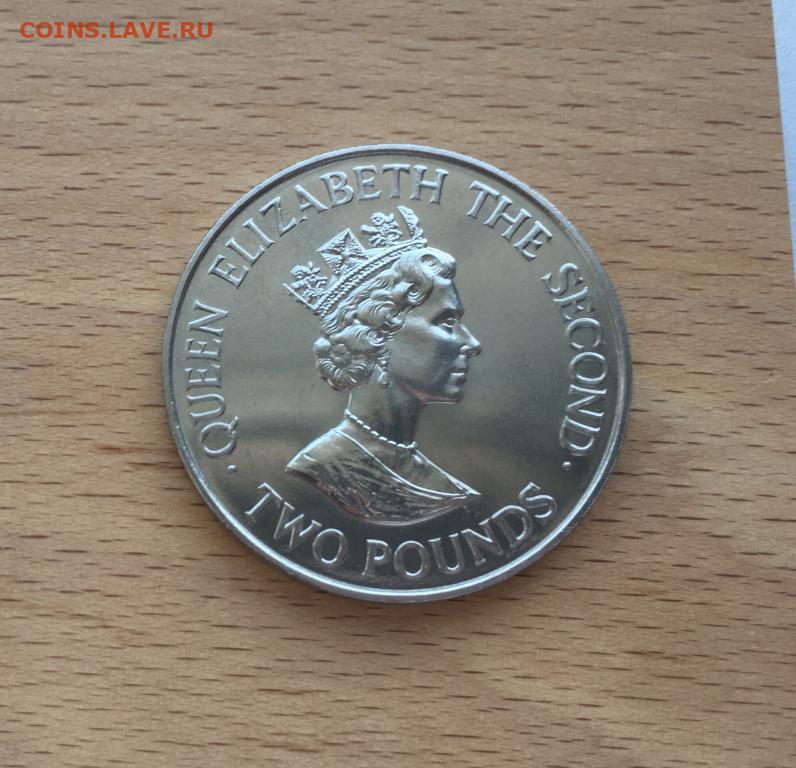 COINS.LAVE.RU
· QUEEN ELIZABETH THE SECOND ·
TWO POUNDS